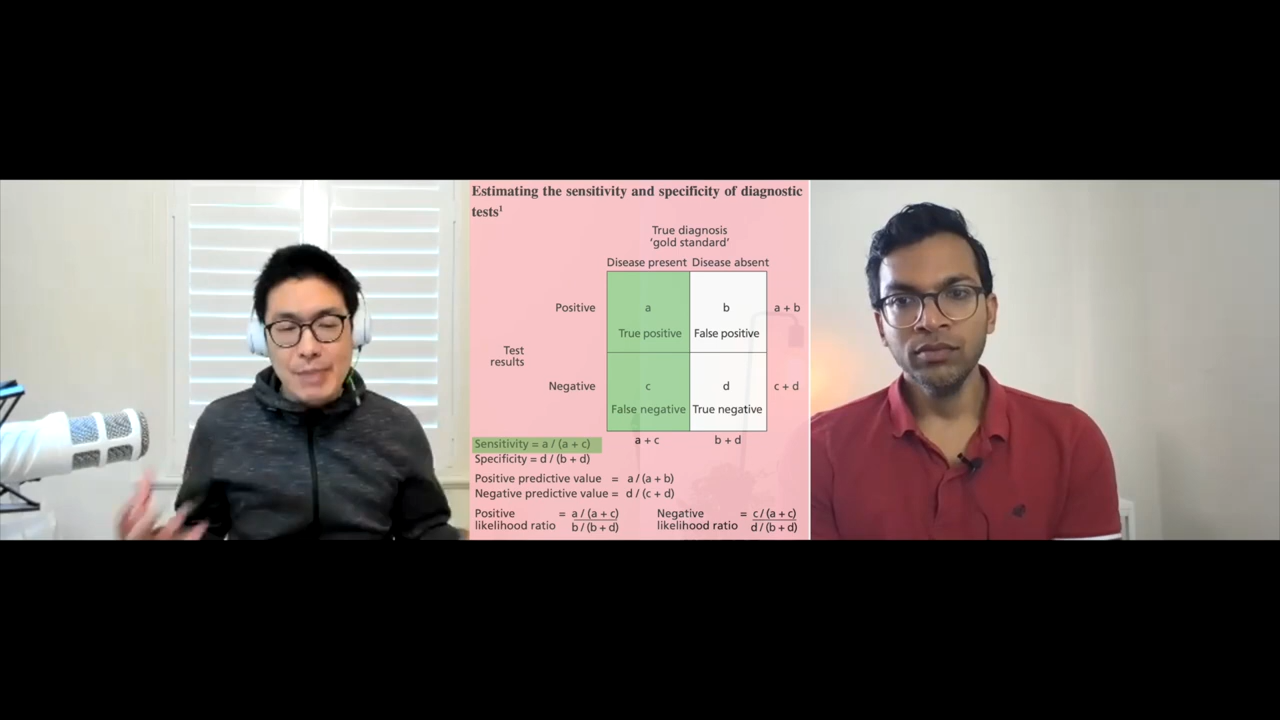 Estimating the sensitivity and specificity of diagnostic
tests¹
True diagnosis
'gold standard'
Disease present Disease absent
Positive a b a + b
True positive False positive
Test
results
Negative c d c + d
False negative True negative
a + c b + d
Sensitivity = a / (a + c)
Specificity = d / (b + d)
Positive predictive value = a / (a + b)
Negative predictive value = d / (c + d)
Positive = a / (a + c) Negative = c / (a + c)
likelihood ratio b / (b + d) likelihood ratio d / (b + d)